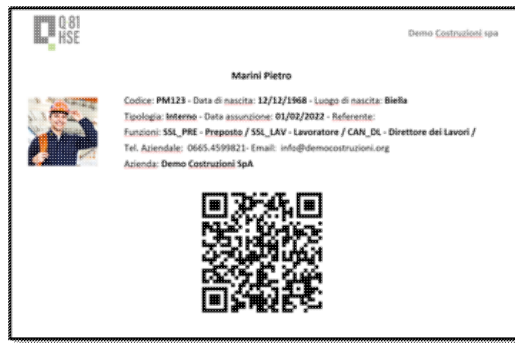 Q 81
HSE
Demo Costruzioni spa
Marini Pietro
Codice: PM123 - Data di nascita: 12/12/1968 - Luogo di nascita: Biella
Tipologia: Interno - Data assunzione: 01/02/2022 - Referente:
Funzioni: SSL_PRE - Preposto / SSL_LAV - Lavoratore / CAN_DL - Direttore dei Lavori /
Tel. Aziendale: 0665.4599821- Email: info@democostruzioni.org
Azienda: Demo Costruzioni SpA